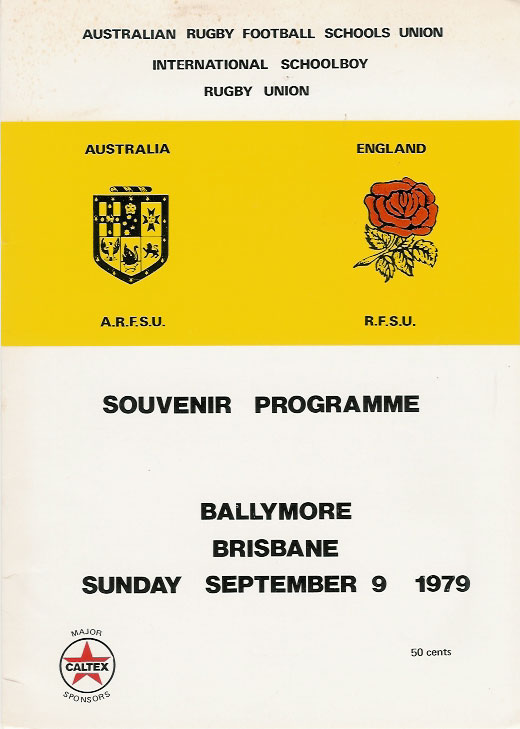 AUSTRALIAN RUGBY FOOTBALL SCHOOLS UNION
INTERNATIONAL SCHOOLBOY
RUGBY UNION
AUSTRALIA
ENGLAND
A.R.F.S.U.
R.F.S.U.
SOUVENIR PROGRAMME
BALLYMORE
BRISBANE
SUNDAY SEPTEMBER 9 1979
MAJOR
CALTEX
SPONSORS
50 cents